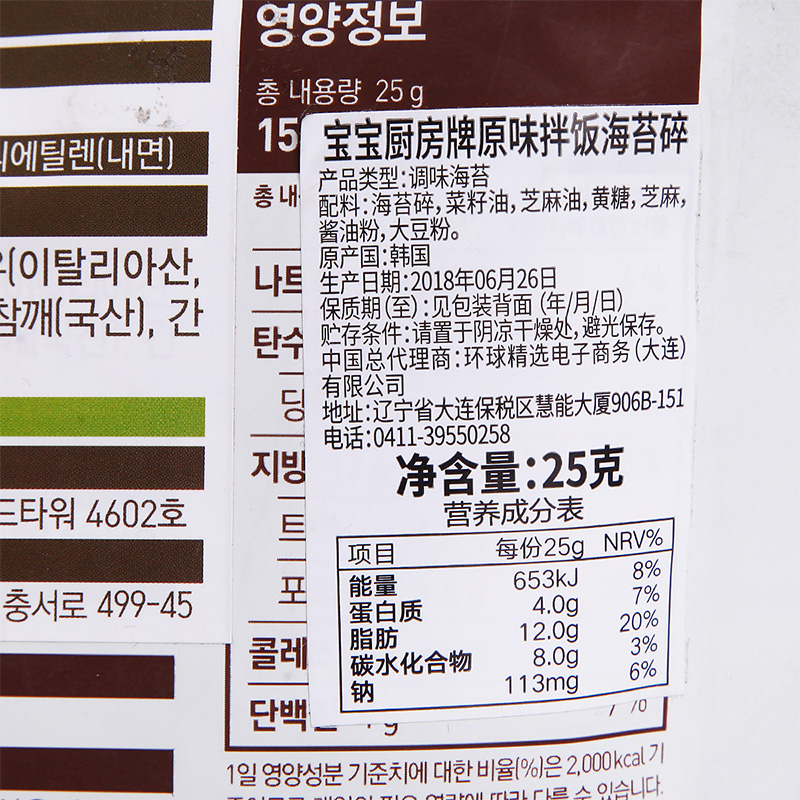 영양정보
총 내용량 25 g
15
에틸렌(내면)
총 내
(이탈리아산,
참깨(국산), 간
나트
탄수
당
지방
트
포
콜레
단백
드타워 4602호
충서로 499-45
宝宝厨房牌原味拌饭海苔碎
产品类型:调味海苔
配料:海苔碎,菜籽油,芝麻油,黄糖,芝麻,
酱油粉,大豆粉。
原产国:韩国
生产日期:2018年06月26日
保质期(至):见包装背面(年/月/日)
贮存条件:请置于阴凉干燥处,避光保存。
中国总代理商:环球精选电子商务(大连)
有限公司
地址:辽宁省大连保税区慧能大厦906B-151
电话:0411-39550258
净含量:25克
营养成分表
项目 每份25g NRV%
能量 653kJ 8%
蛋白质 4.0g 7%
脂肪 12.0g 20%
碳水化合物 8.0g 3%
钠 113mg 6%
1일 영양성분 기준치에 대한 비율(%)은 2,000kcal 기